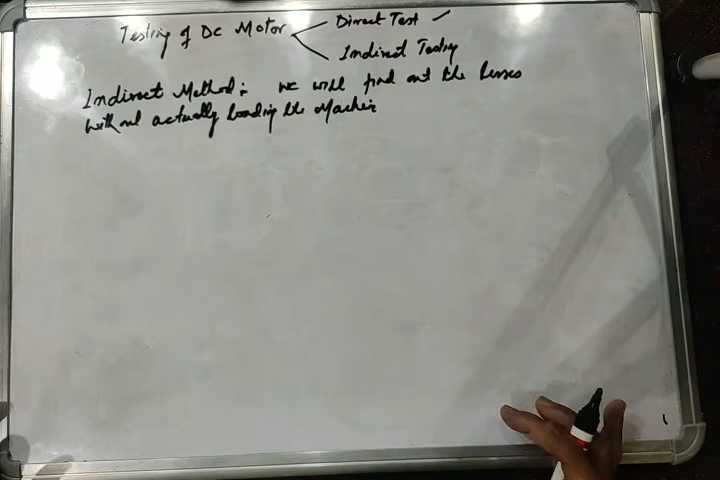 Testing of DC Motor
Direct Test ✓
Indirect Testing
Indirect Method:- we will find out the losses
without actually loading the Machine